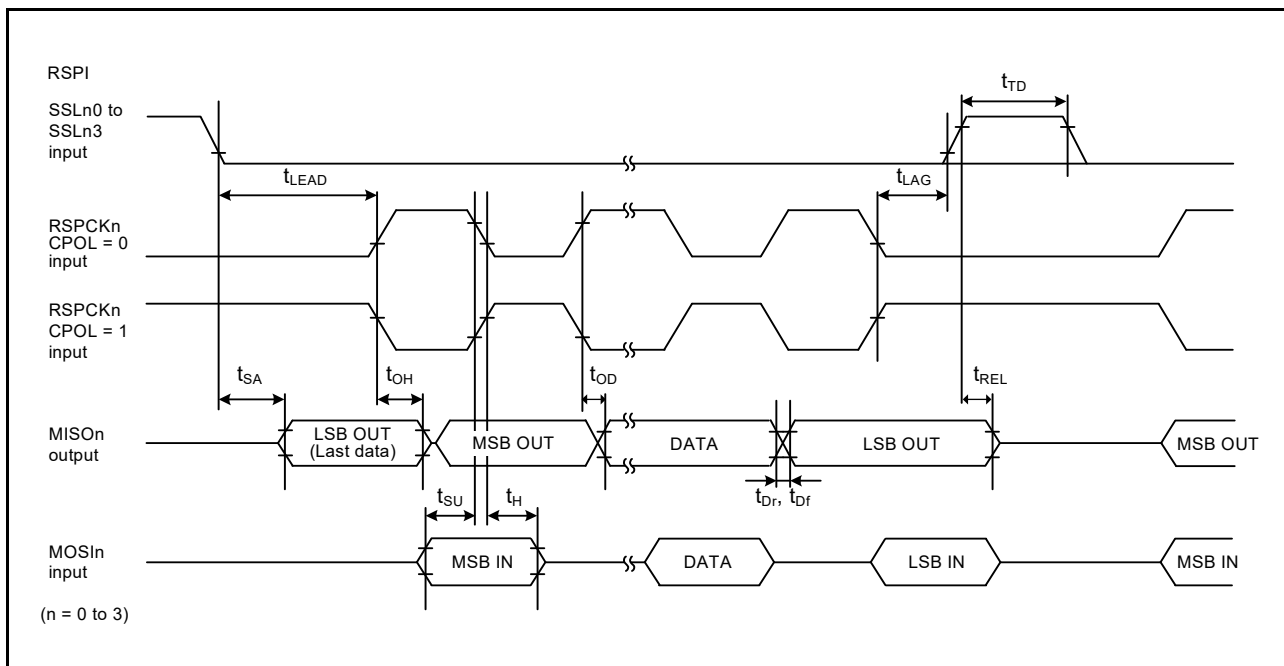 RSPI
SSLn0 to
SSLn3
input
tTD
tLEAD
tLAG
RSPCKn
CPOL = 0
input
RSPCKn
CPOL = 1
input
tSA
tOH
tOD
tREL
MISOn
output
LSB OUT
(Last data)
MSB OUT
DATA
LSB OUT
MSB OUT
tSU
tH
tDr, tDf
MOSIn
input
MSB IN
DATA
LSB IN
MSB IN
(n = 0 to 3)